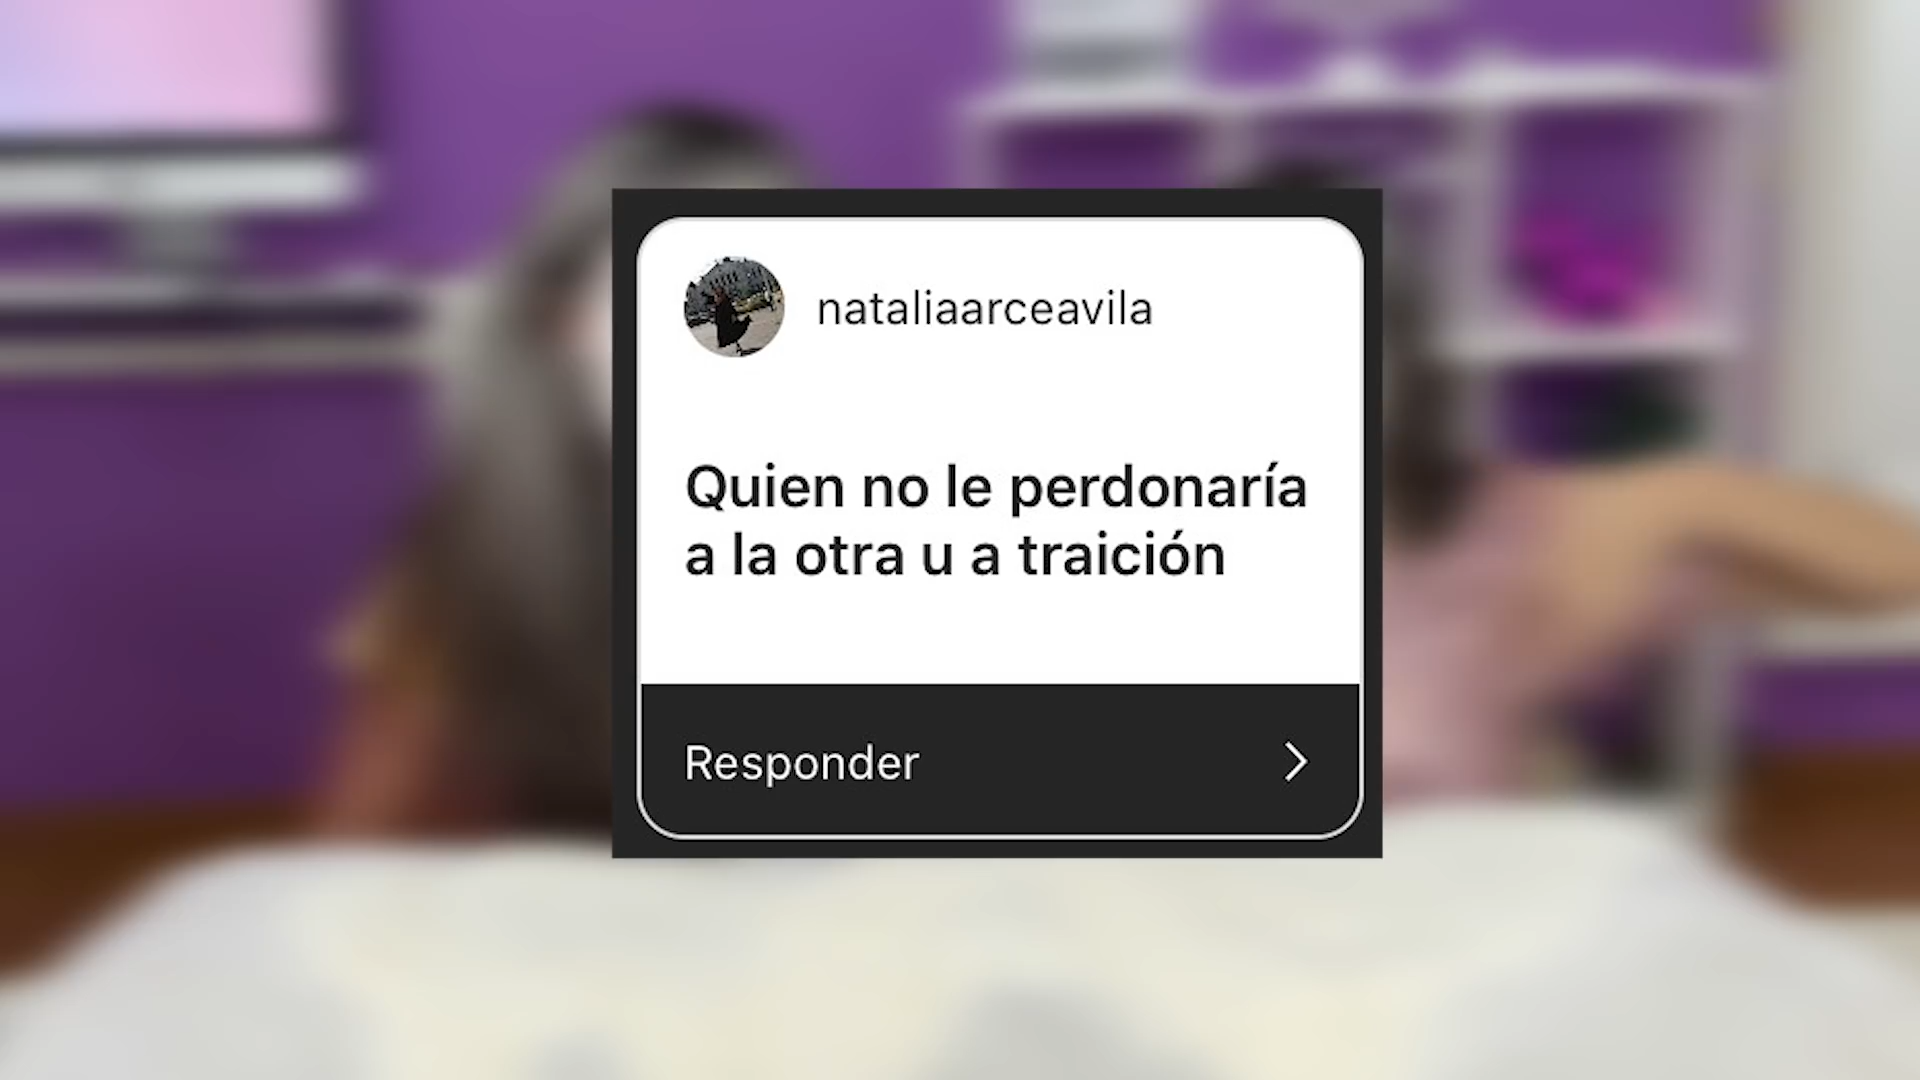 nataliaarceavila
Quien no le perdonaría
a la otra u a traición
Responder